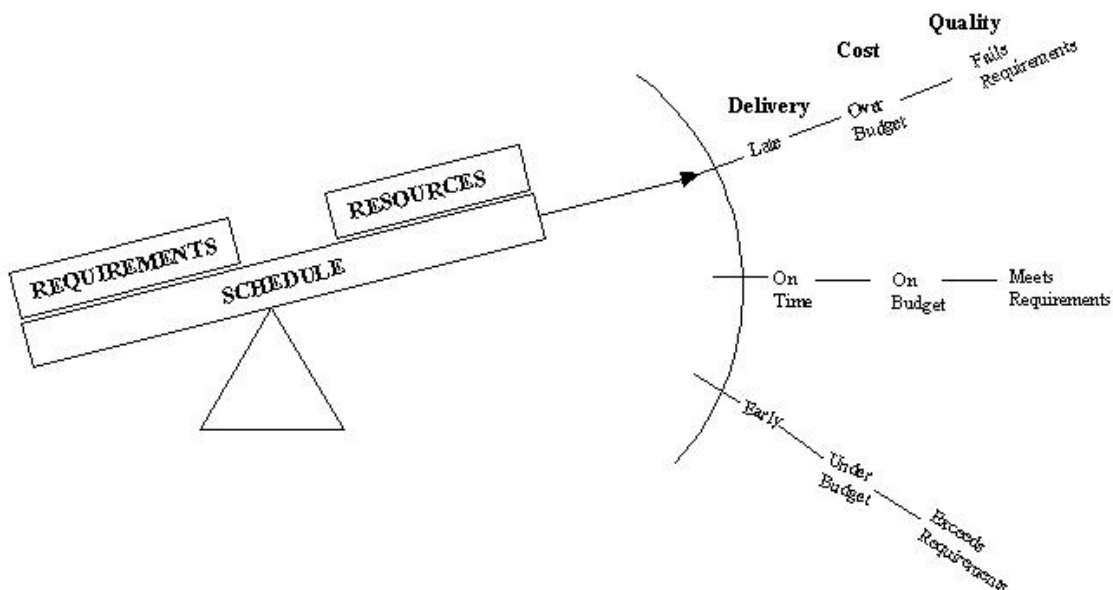 Quality
Cost
Delivery
Fails
Requirements
Over
Budget
Late
RESOURCES
REQUIREMENTS
SCHEDULE
On
Time
On
Budget
Meets
Requirements
Early
Under
Budget
Exceeds
Requirements